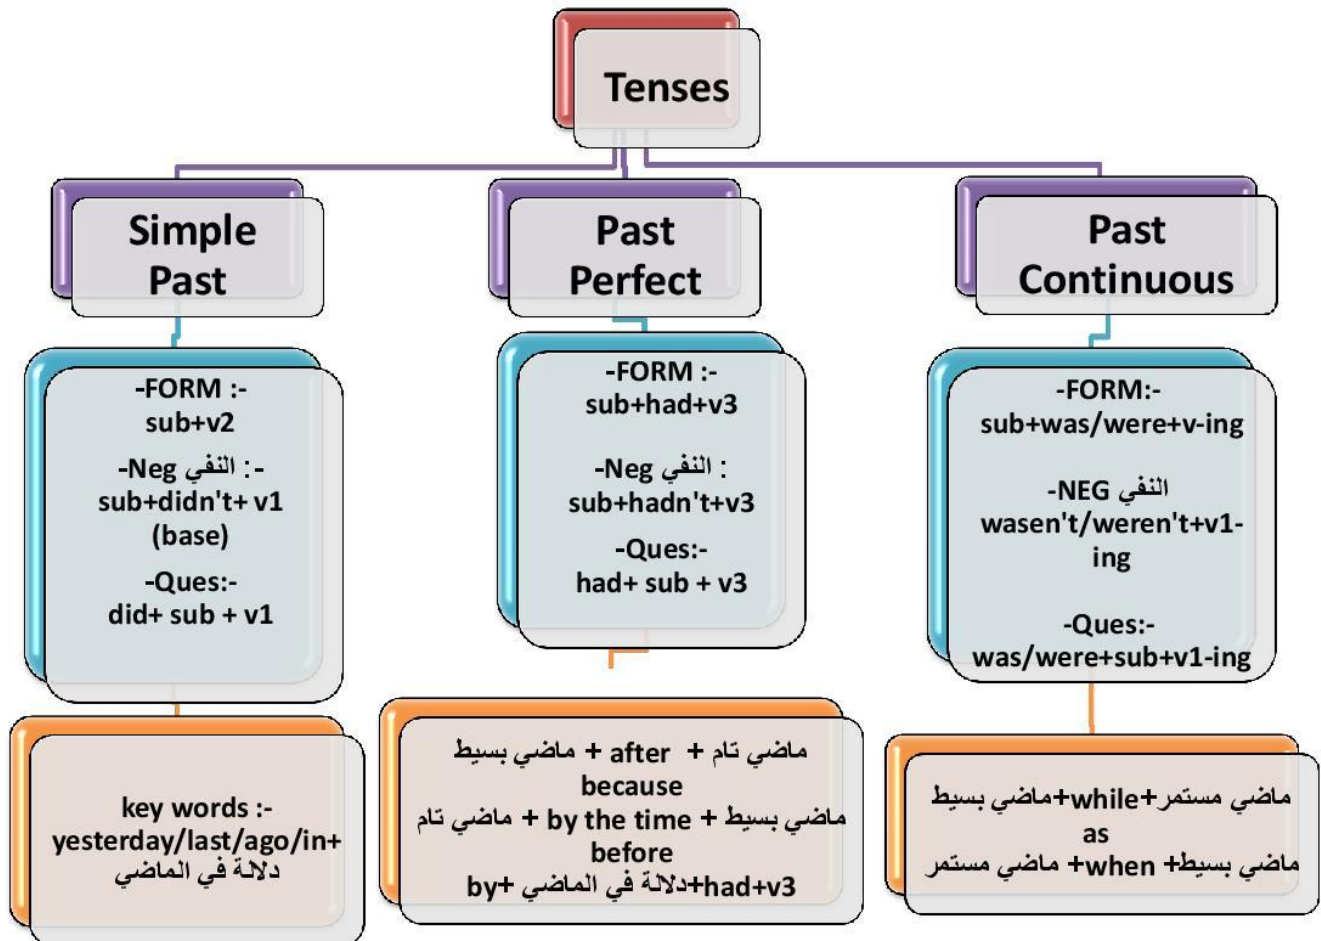 Tenses
Simple
Past
-FORM :-
sub+v2
-Neg النفي :-
sub+didn't+ v1
(base)
-Ques:-
did+ sub + v1
key words :-
yesterday/last/ago/in+
دلالة في الماضي
Past
Perfect
-FORM :-
sub+had+v3
-Neg النفي :
sub+hadn't+v3
-Ques:-
had+ sub + v3
ماضي بسيط + after + ماضي تام
because
ماضي تام + by the time + ماضي بسيط
before
by+ دلالة في الماضي+had+v3
Past
Continuous
-FORM:-
sub+was/were+v-ing
-NEG النفي
wasen't/weren't+v1-
ing
-Ques:-
was/were+sub+v1-ing
ماضي بسيط+while+ماضي مستمر
as
ماضي مستمر +when +ماضي بسيط